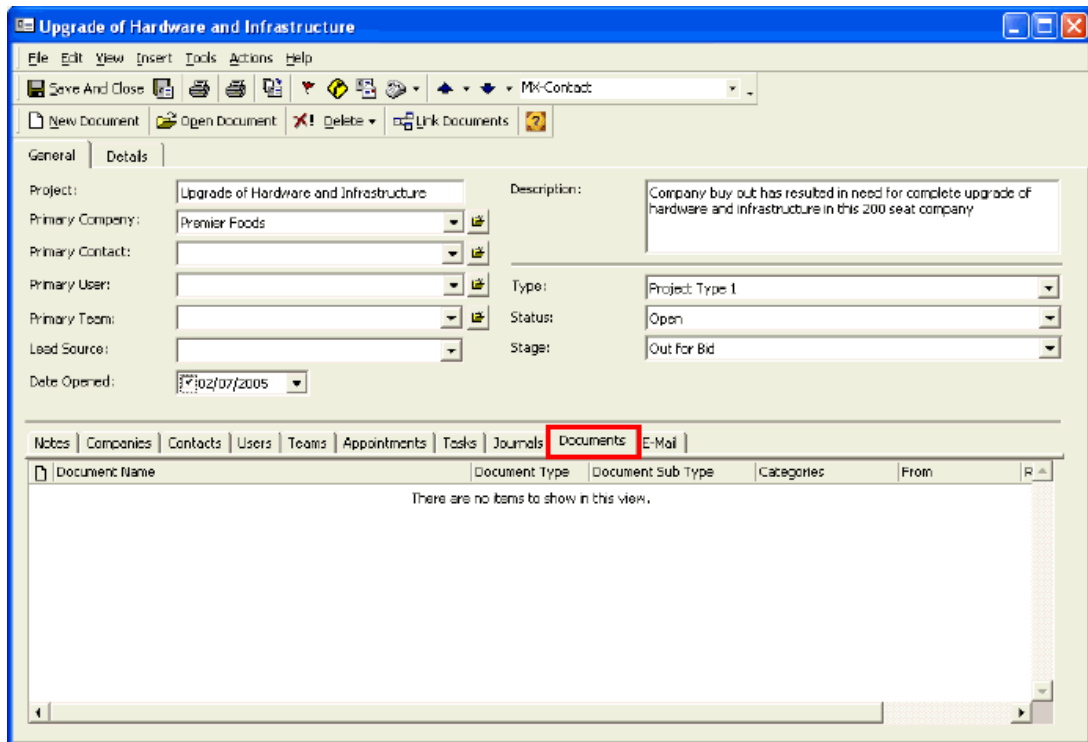 Upgrade of Hardware and Infrastructure
File Edit View Insert Tools Actions Help
Save And Close MX-Contact
New Document Open Document Delete Link Documents
General Details
Project: Upgrade of Hardware and Infrastructure
Description: Company buy out has resulted in need for complete upgrade of
hardware and infrastructure in this 200 seat company
Primary Company: Premier Foods
Primary Contact:
Primary User:
Type: Project Type 1
Primary Team:
Status: Open
Lead Source:
Stage: Out for Bid
Date Opened: 02/07/2005
Notes Companies Contacts Users Teams Appointments Tasks Journals Documents E-Mail
Document Name Document Type Document Sub Type Categories From R
There are no items to show in this view.